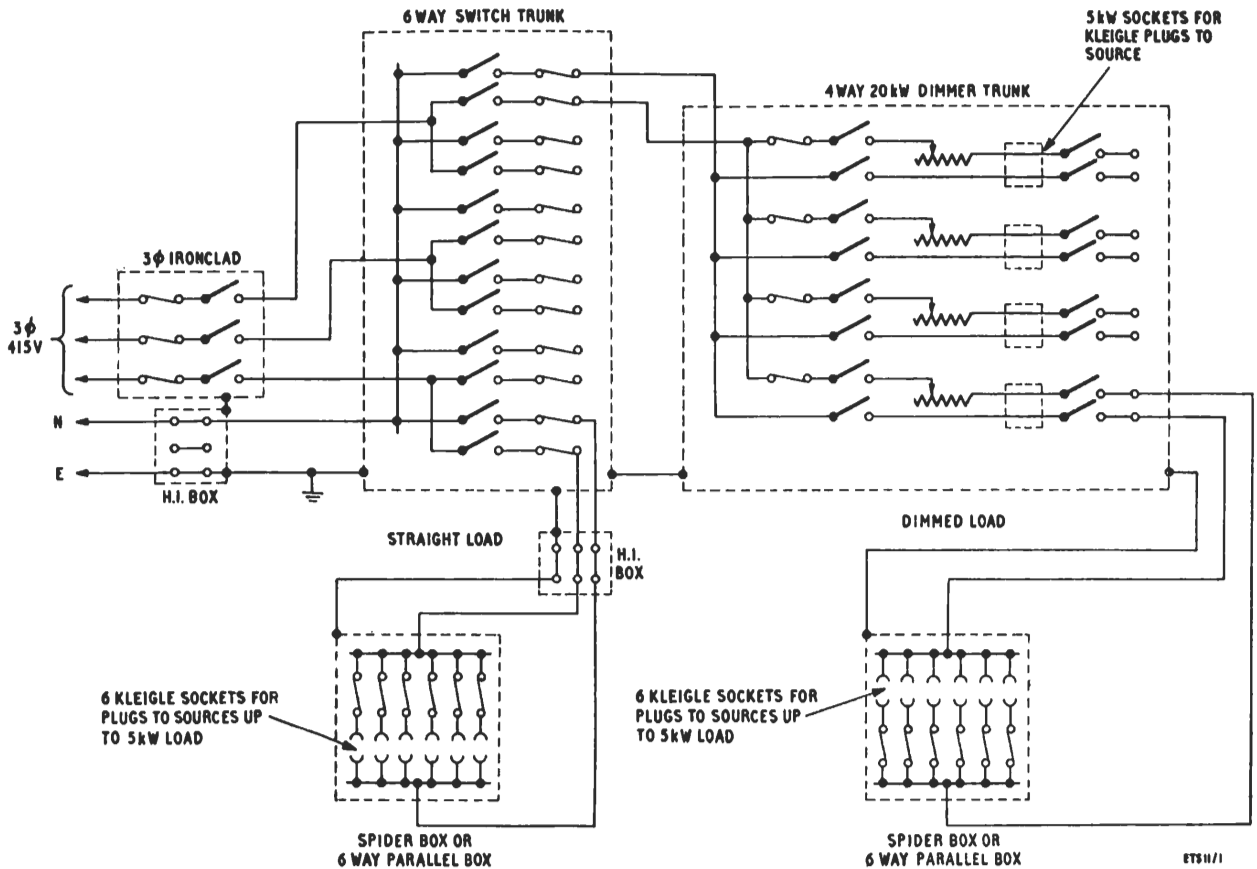 6 WAY SWITCH TRUNK
5kW SOCKETS FOR
KLEIGLE PLUGS TO
SOURCE
4 WAY 20kW DIMMER TRUNK
3ϕ IRONCLAD
3ϕ
415V
N
E
H.I. BOX
STRAIGHT LOAD
H.I.
BOX
DIMMED LOAD
6 KLEIGLE SOCKETS FOR
PLUGS TO SOURCES UP
TO 5kW LOAD
6 KLEIGLE SOCKETS FOR
PLUGS TO SOURCES UP
TO 5kW LOAD
SPIDER BOX OR
6 WAY PARALLEL BOX
SPIDER BOX OR
6 WAY PARALLEL BOX
ETS11/1